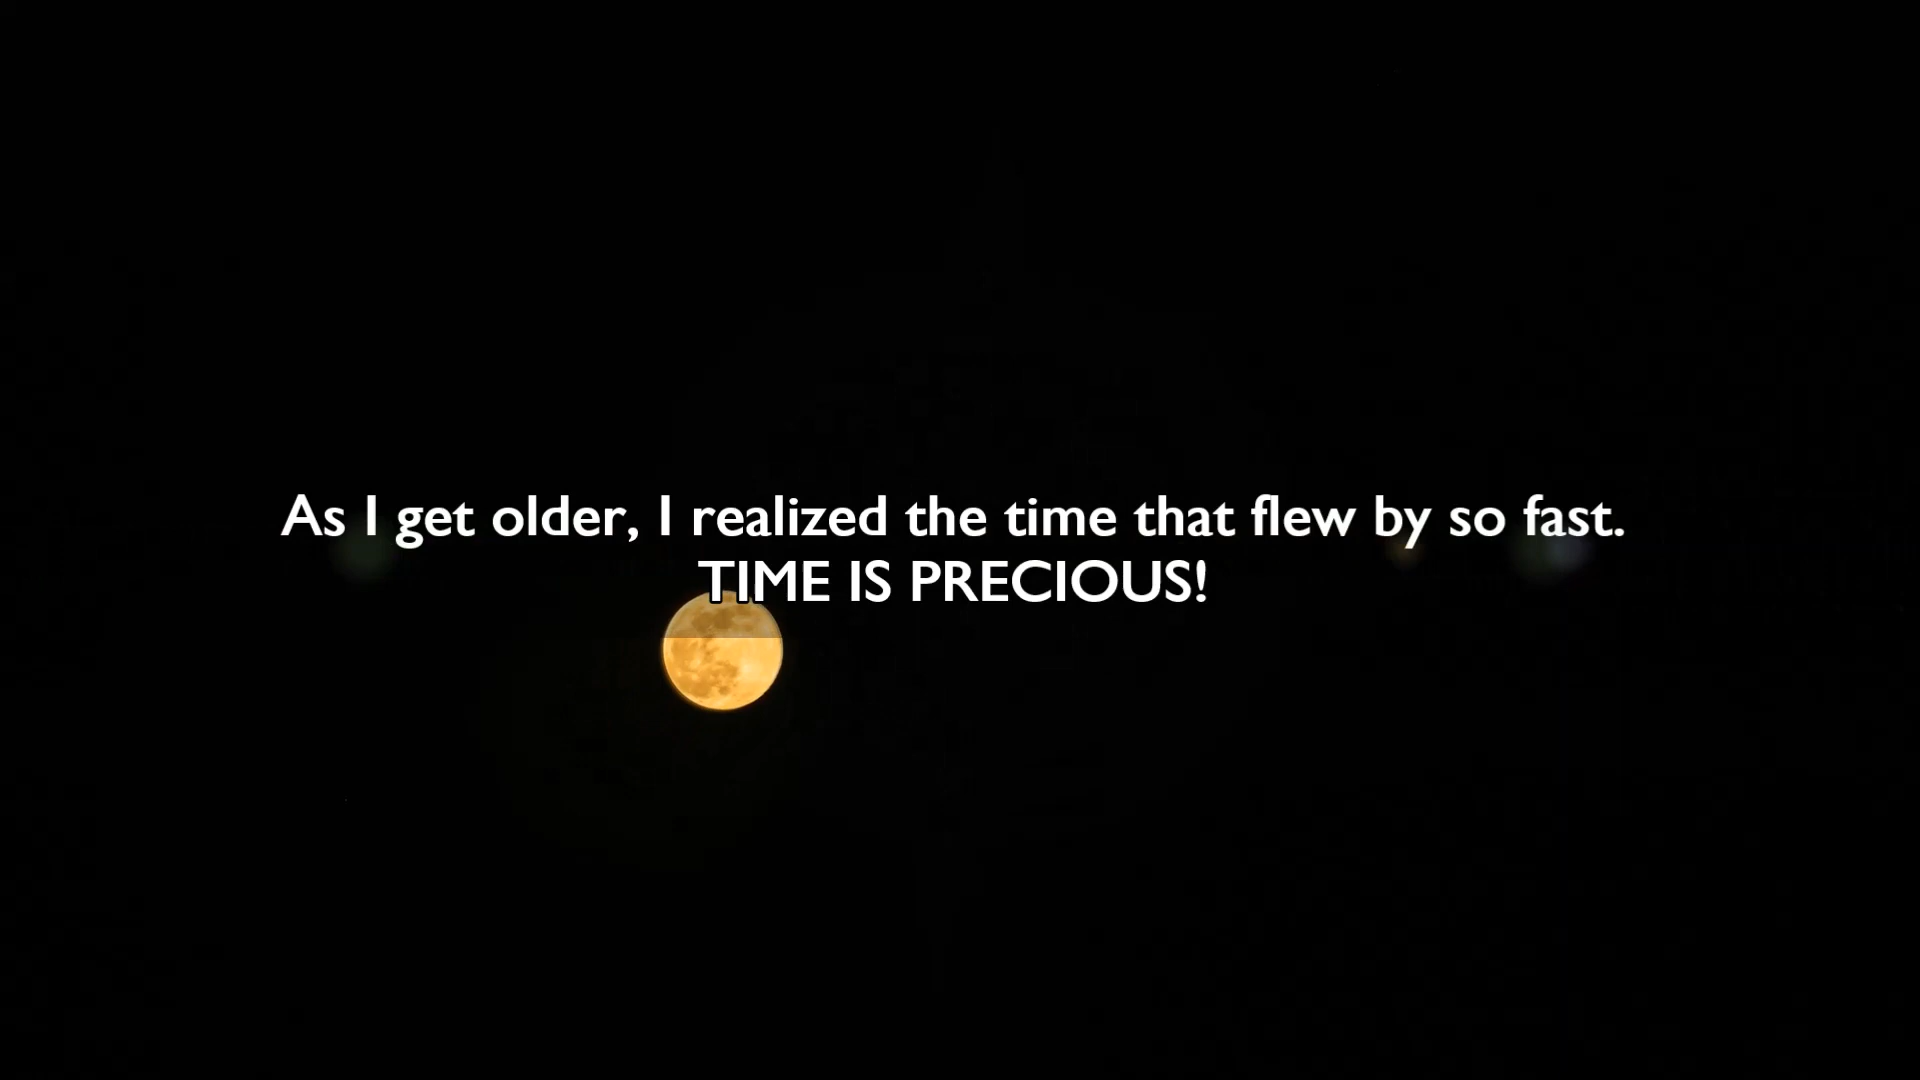 As I get older, I realized the time that flew by so fast.
TIME IS PRECIOUS!